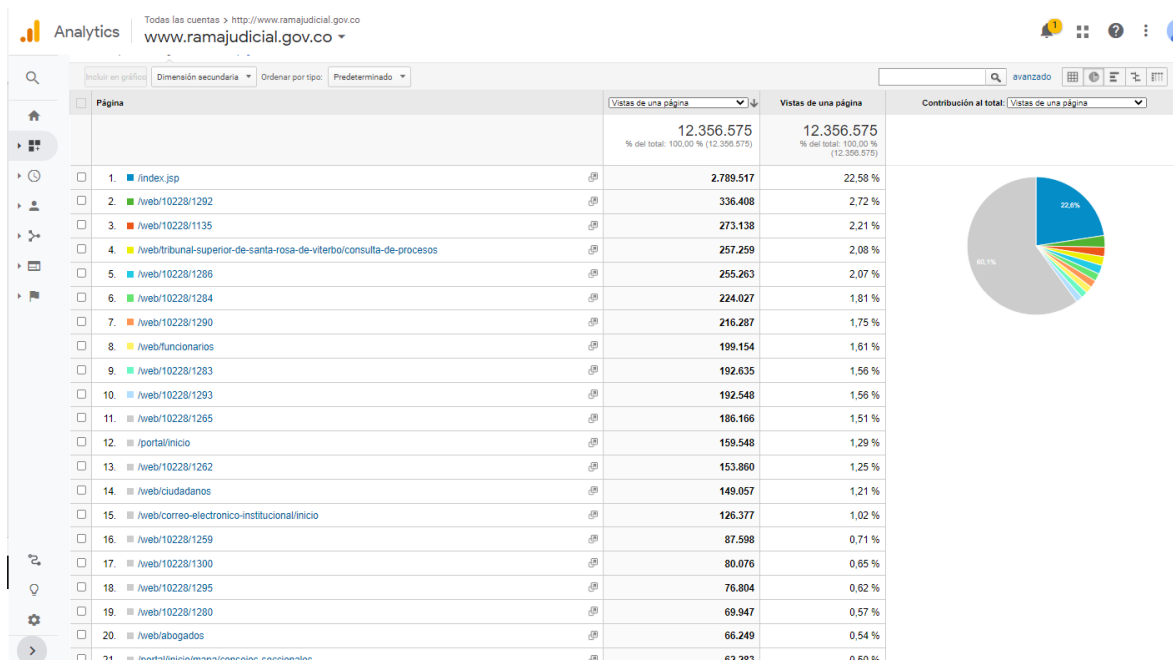 Todas las cuentas > http://www.ramajudicial.gov.co
Analytics www.ramajudicial.gov.co
1
Incluir en gráfico Dimensión secundaria Ordenar por tipo: Predeterminado avanzado
Página Vistas de una página Vistas de una página Contribución al total: Vistas de una página
12.356.575 12.356.575
% del total: 100,00 % (12.356.575) % del total: 100,00 %
(12.356.575)
1. /index.jsp 2.789.517 22,58 %
2. /web/10228/1292 336.408 2,72 %
3. /web/10228/1135 273.138 2,21 %
4. /web/tribunal-superior-de-santa-rosa-de-viterbo/consulta-de-procesos 257.259 2,08 %
5. /web/10228/1286 255.263 2,07 %
6. /web/10228/1284 224.027 1,81 %
7. /web/10228/1290 216.287 1,75 %
8. /web/funcionarios 199.154 1,61 %
9. /web/10228/1283 192.635 1,56 %
10. /web/10228/1293 192.548 1,56 %
11. /web/10228/1265 186.166 1,51 %
12. /portal/inicio 159.548 1,29 %
13. /web/10228/1262 153.860 1,25 %
14. /web/ciudadanos 149.057 1,21 %
15. /web/correo-electronico-institucional/inicio 126.377 1,02 %
16. /web/10228/1259 87.598 0,71 %
17. /web/10228/1300 80.076 0,65 %
18. /web/10228/1295 76.804 0,62 %
19. /web/10228/1280 69.947 0,57 %
20. /web/abogados 66.249 0,54 %
21. /portal/inicio/mapa/consejos-seccionales 63.283 0,50 %
22,6%
60,1%